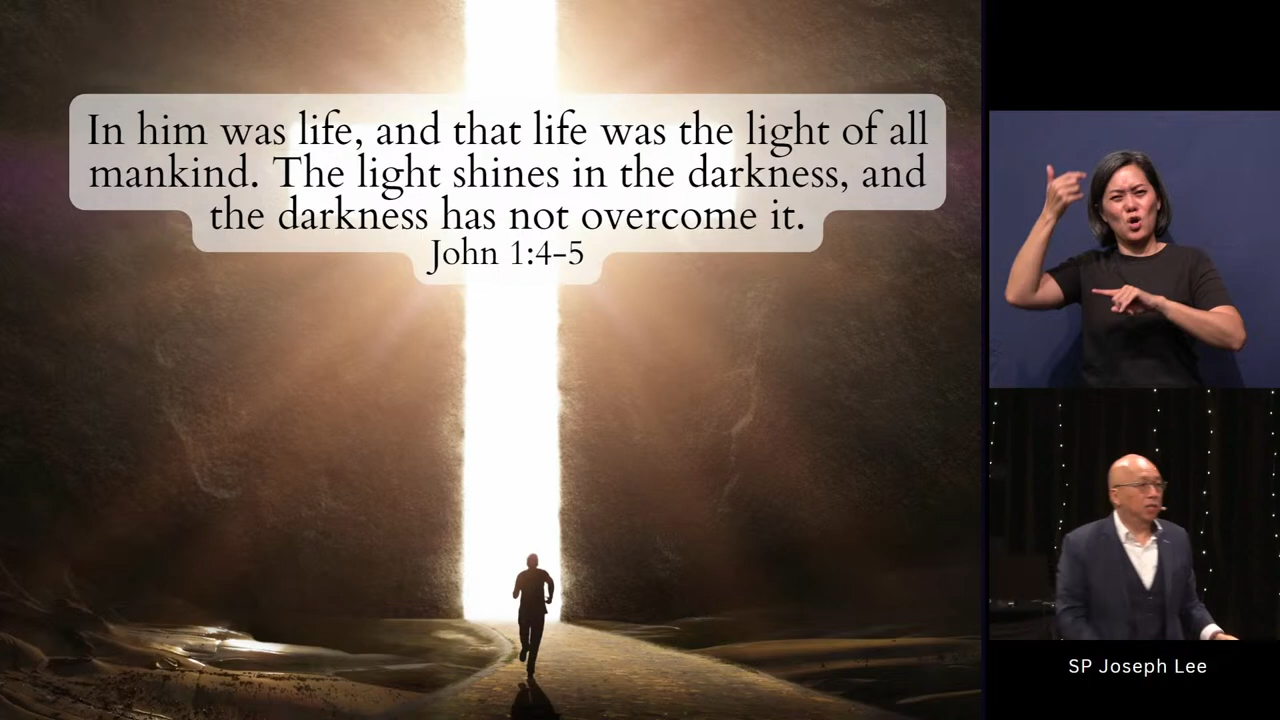 In him was life, and that life was the light of all
mankind. The light shines in the darkness, and
the darkness has not overcome it.
John 1:4-5
SP Joseph Lee